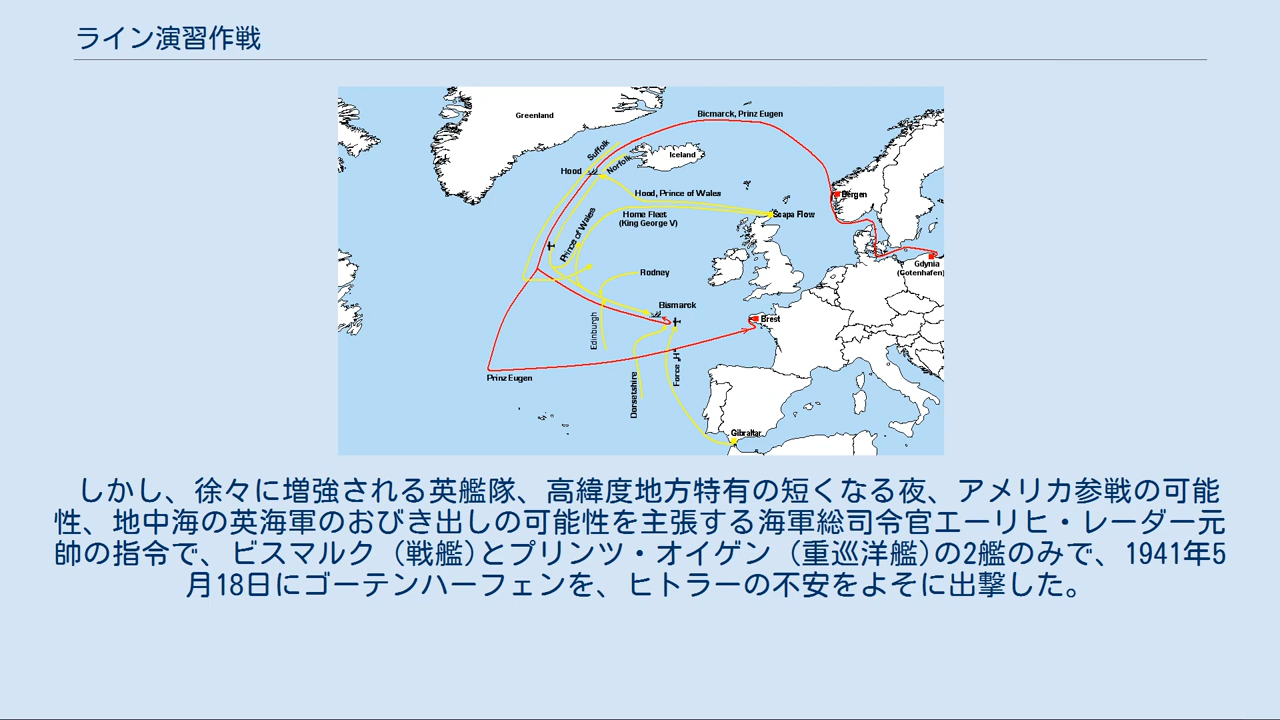 ライン演習作戦
Greenland
Bicmarck, Prinz Eugen
Suffolk
Norfolk
Iceland
Hood
Hood, Prince of Wales
Bergen
Home Fleet
(King George V)
Scapa Flow
Prince of Wales
Gdynia
(Gotenhafen)
Rodney
Bismarck
Edinburgh
Brest
Force „H"
Prinz Eugen
Dorsetshire
Gibraltar
しかし、徐々に増強される英艦隊、高緯度地方特有の短くなる夜、アメリカ参戦の可能
性、地中海の英海軍のおびき出しの可能性を主張する海軍総司令官エーリヒ・レーダー元
帥の指令で、ビスマルク (戦艦)とプリンツ・オイゲン (重巡洋艦)の2艦のみで、1941年5
月18日にゴーテンハーフェンを、ヒトラーの不安をよそに出撃した。